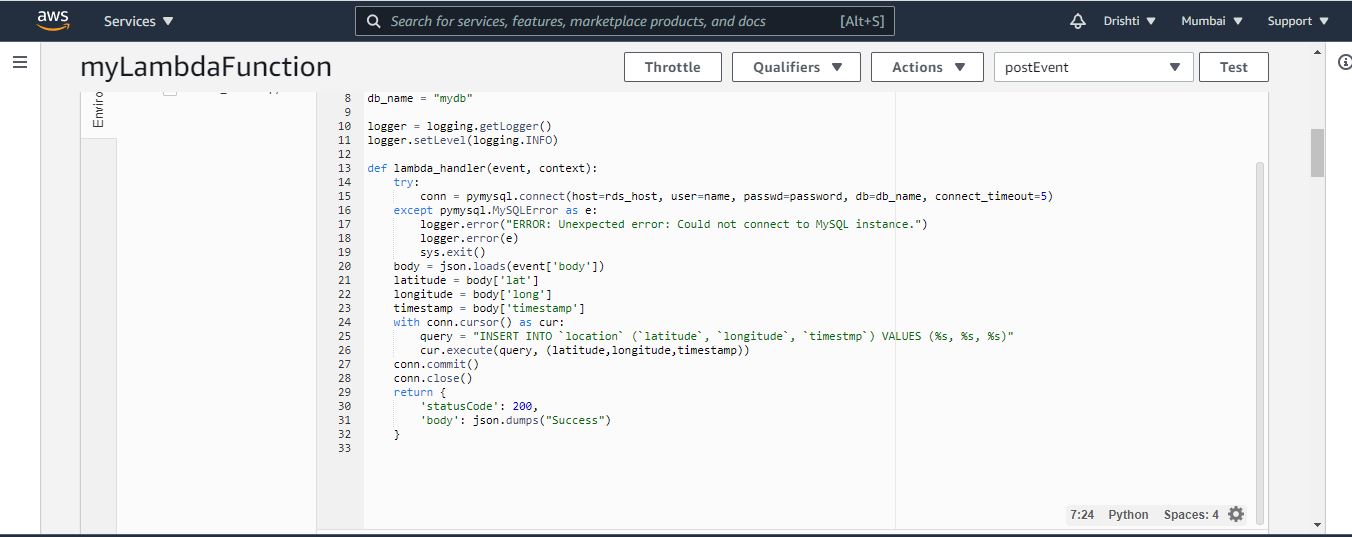 aws
Services
Search for services, features, marketplace products, and docs [Alt+S]
Drishti
Mumbai
Support
myLambdaFunction
Throttle
Qualifiers
Actions
postEvent
Test
Enviro
8 db_name = "mydb"
9
10 logger = logging.getLogger()
11 logger.setLevel(logging.INFO)
12
13 def lambda_handler(event, context):
14     try:
15         conn = pymysql.connect(host=rds_host, user=name, passwd=password, db=db_name, connect_timeout=5)
16     except pymysql.MySQLError as e:
17         logger.error("ERROR: Unexpected error: Could not connect to MySQL instance.")
18         logger.error(e)
19         sys.exit()
20     body = json.loads(event['body'])
21     latitude = body['lat']
22     longitude = body['long']
23     timestamp = body['timestamp']
24     with conn.cursor() as cur:
25         query = "INSERT INTO `location` (`latitude`, `longitude`, `timestmp`) VALUES (%s, %s, %s)"
26         cur.execute(query, (latitude,longitude,timestamp))
27     conn.commit()
28     conn.close()
29     return {
30         'statusCode': 200,
31         'body': json.dumps("Success")
32     }
33
7:24 Python Spaces: 4